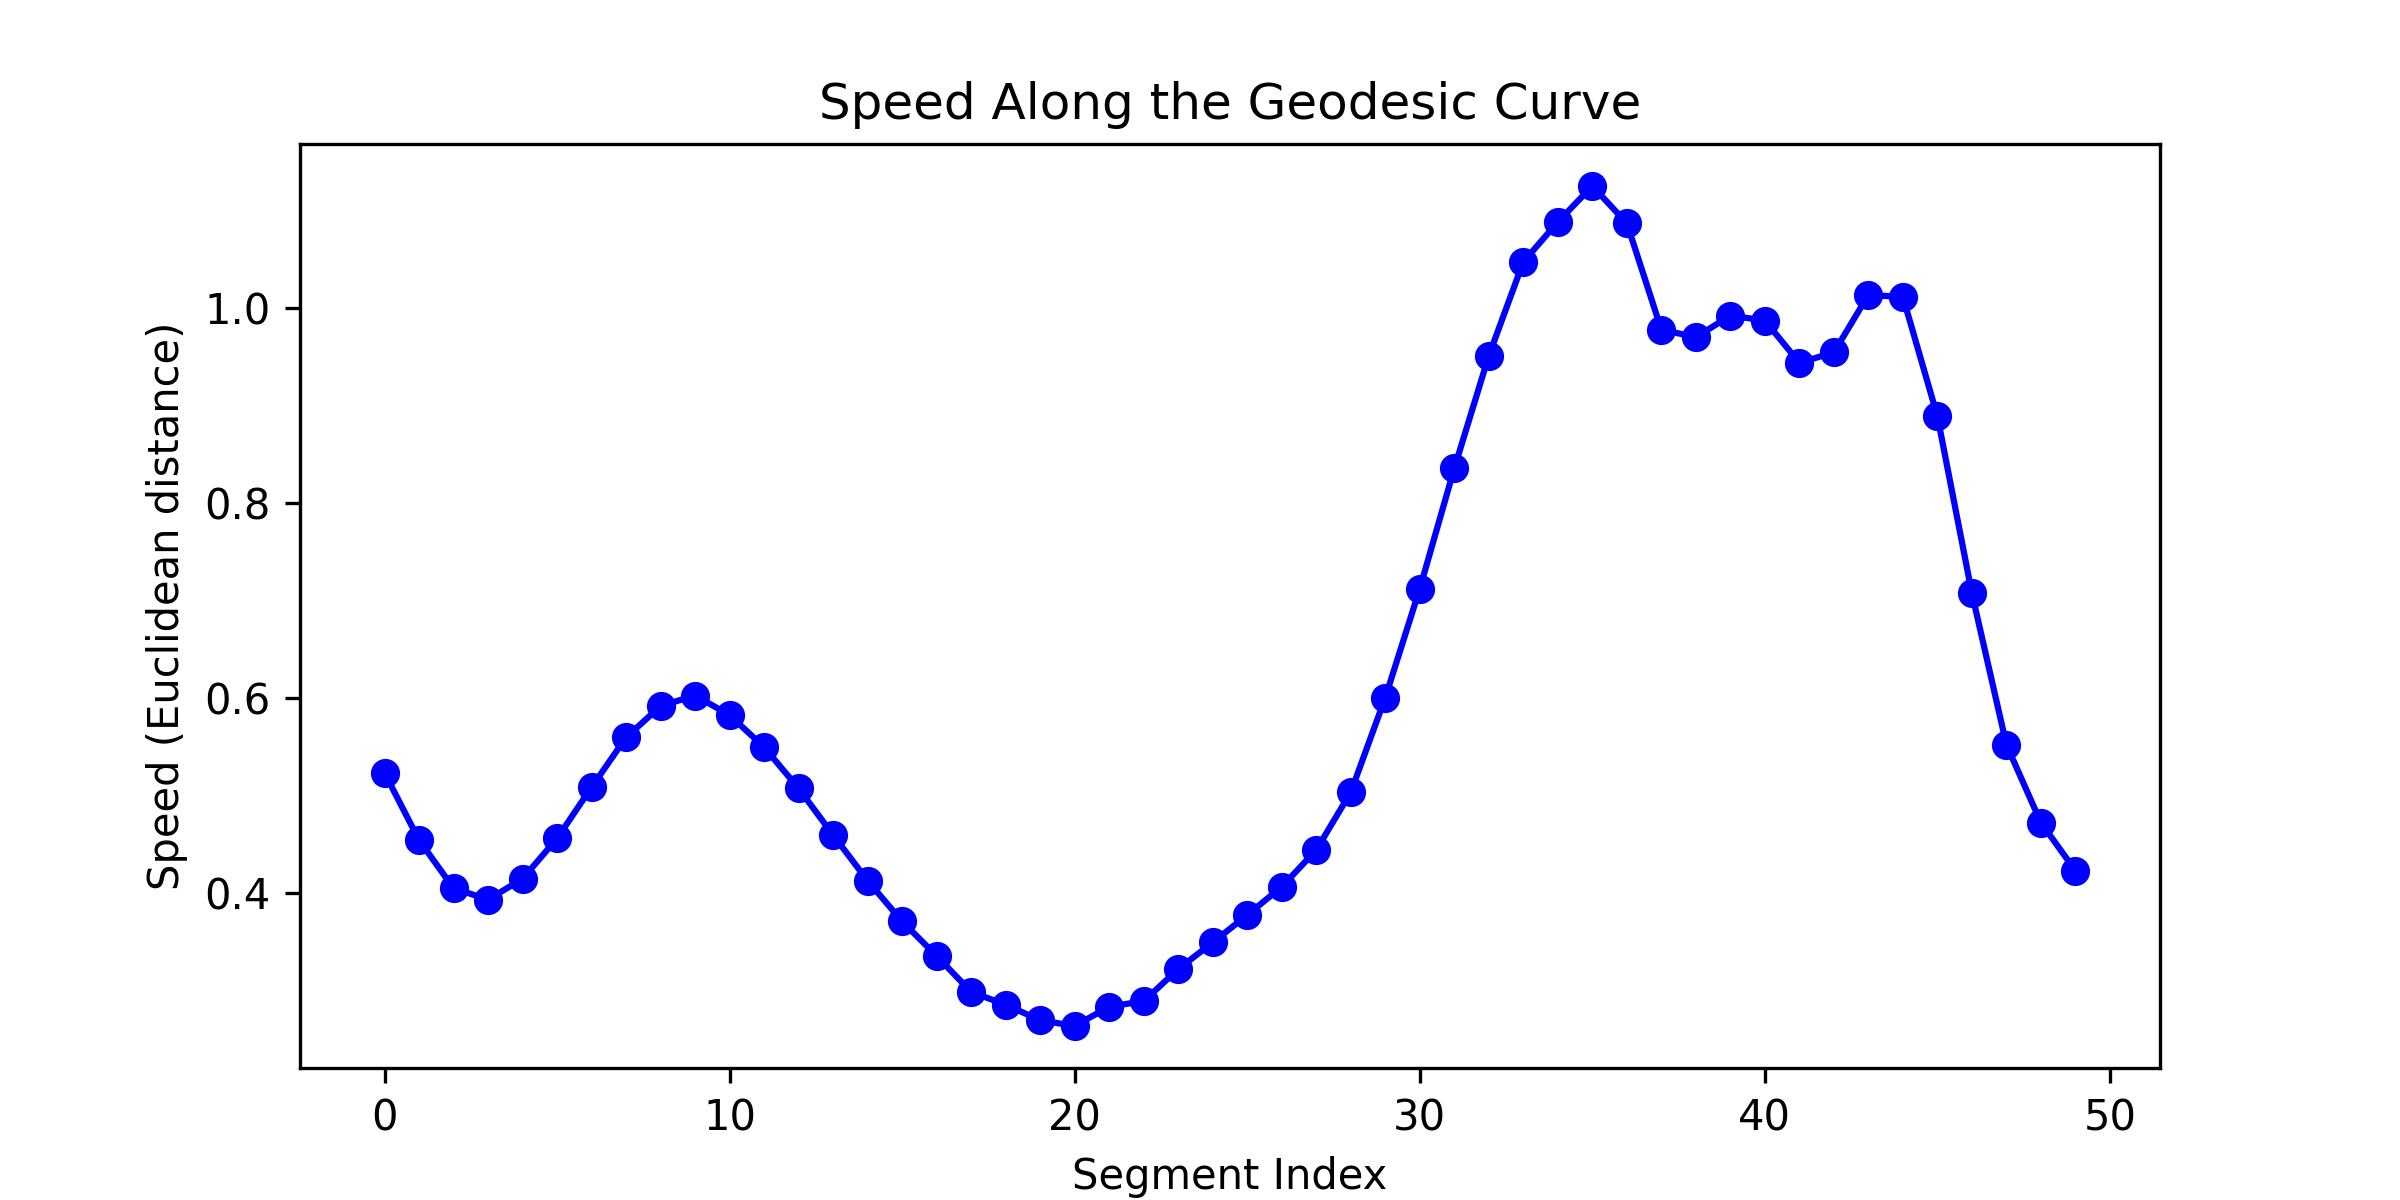 Speed Along the Geodesic Curve
Speed (Euclidean distance)
1.0
0.8
0.6
0.4
0 10 20 30 40 50
Segment Index